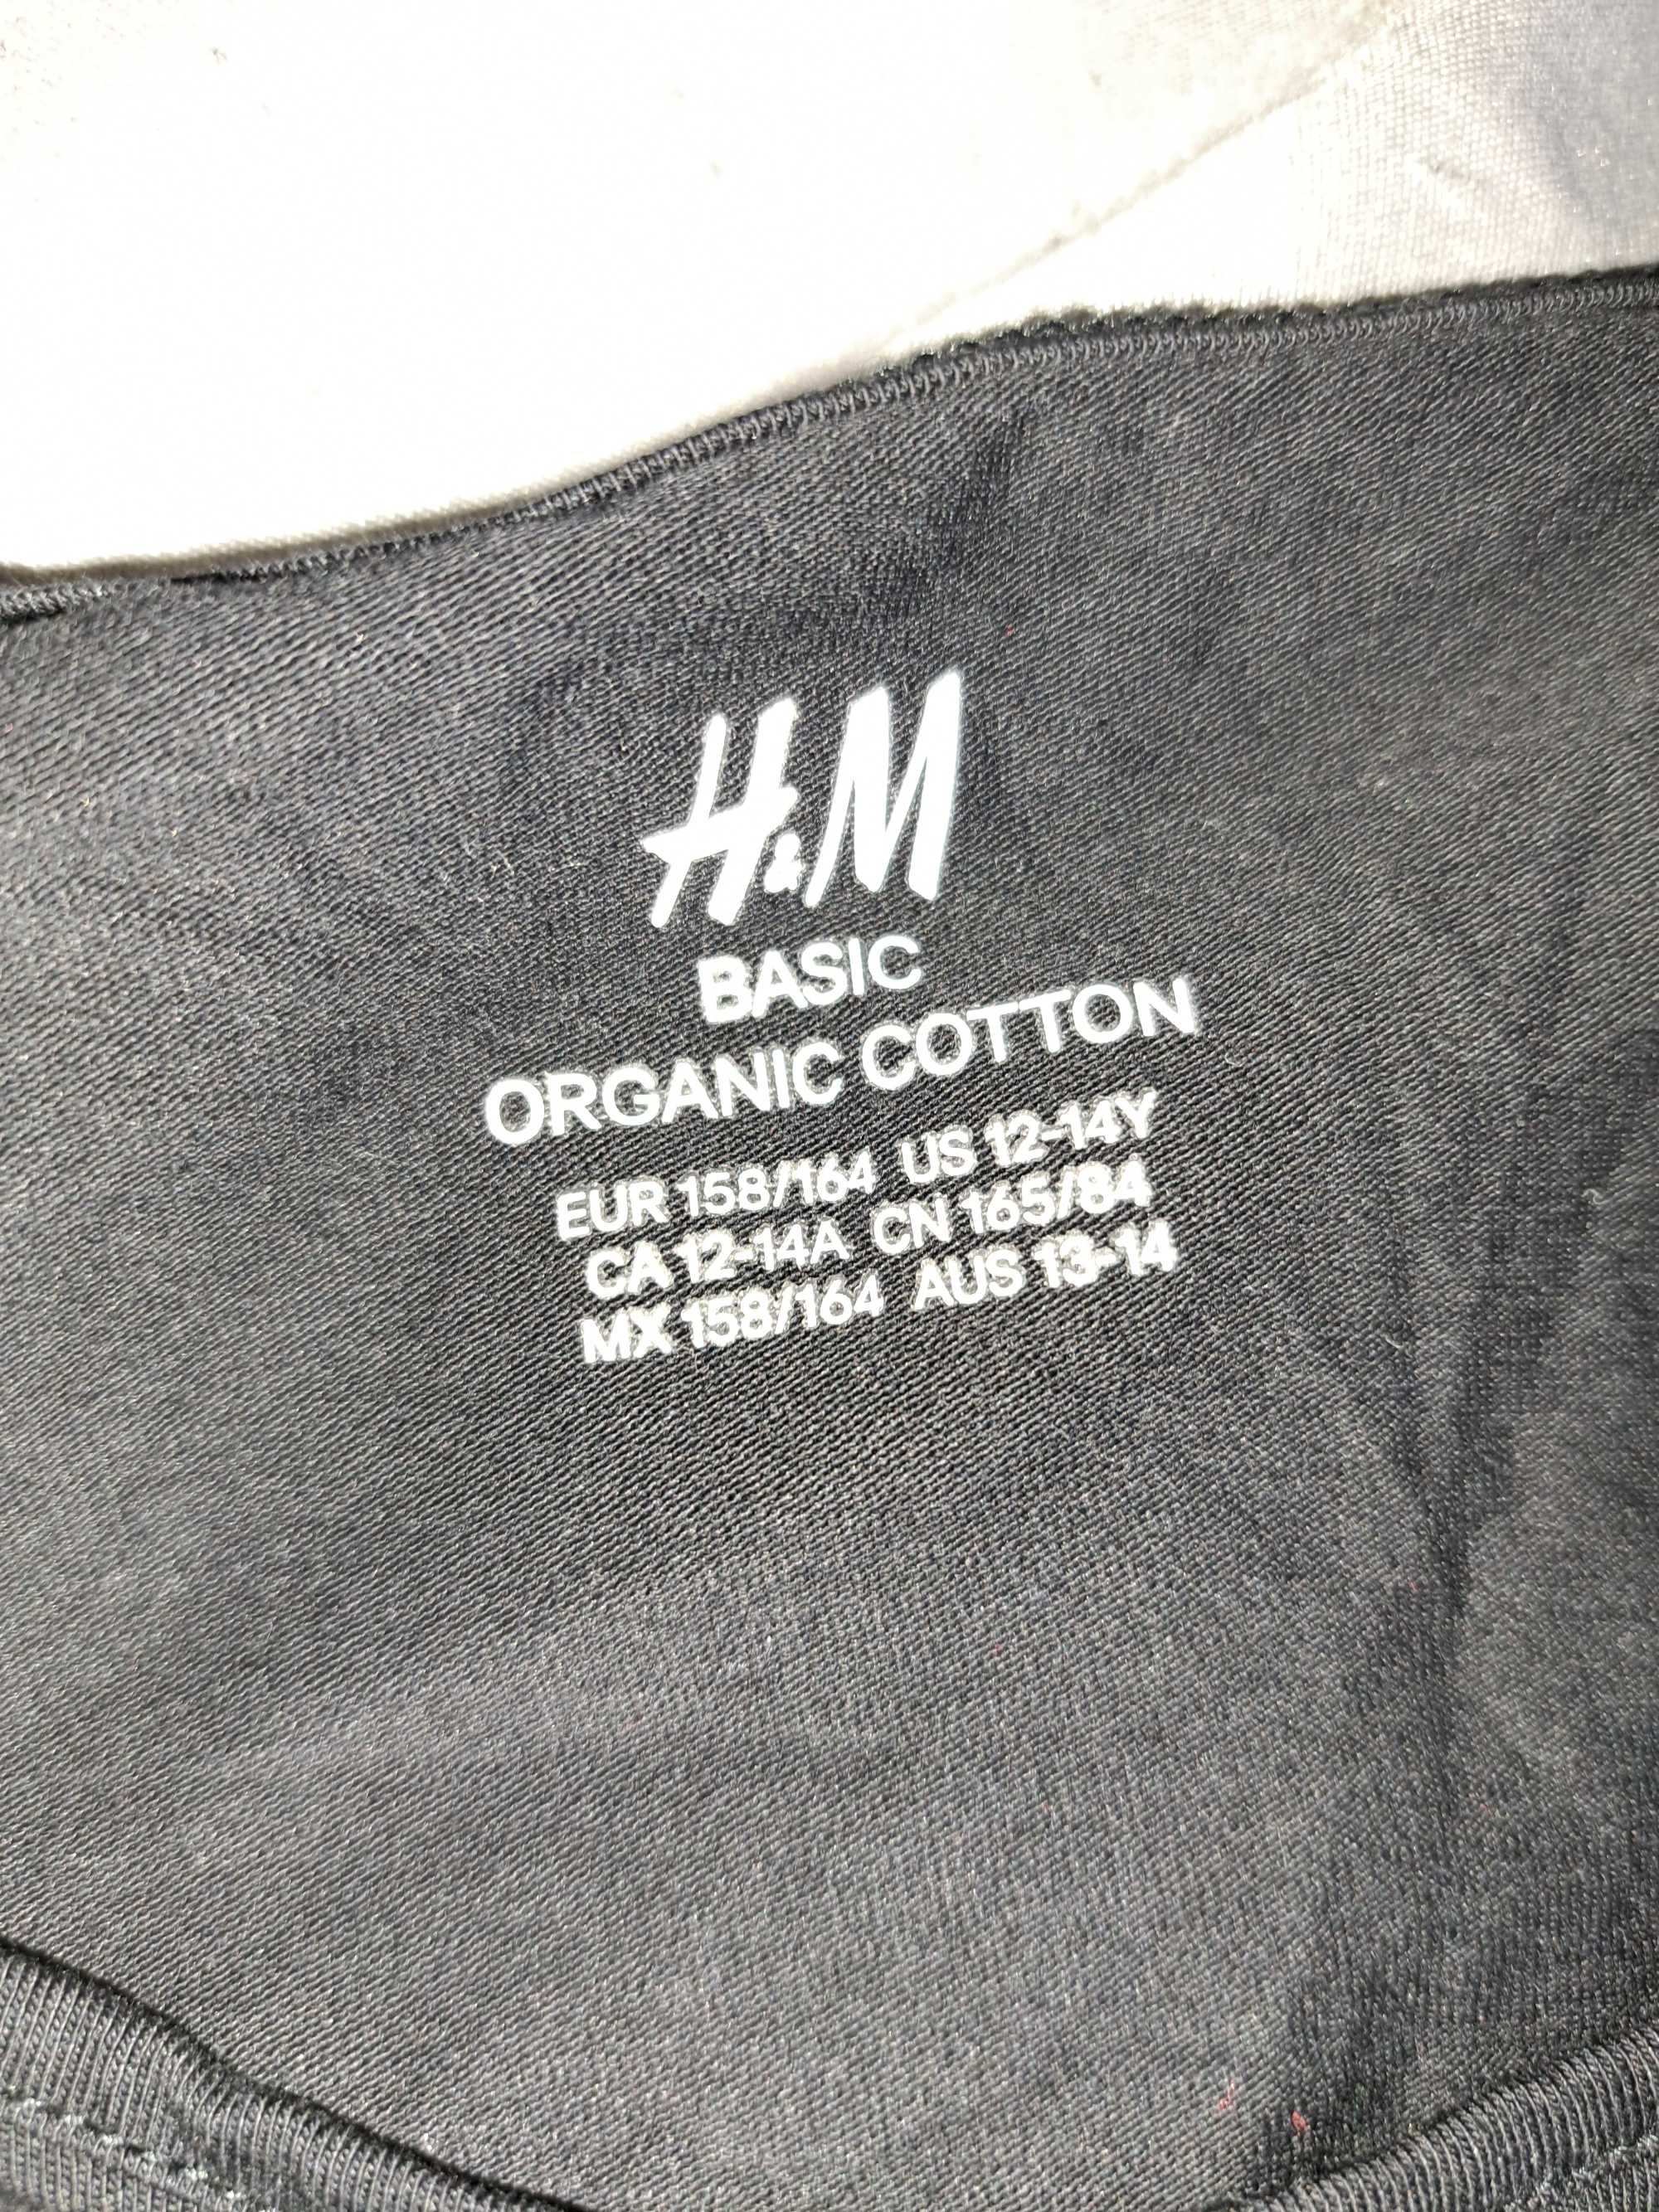 H&M
BASIC
ORGANIC COTTON
EUR 158/164 US 12-14Y
CA 12-14A CN 165/84
MX 158/164 AUS 13-14